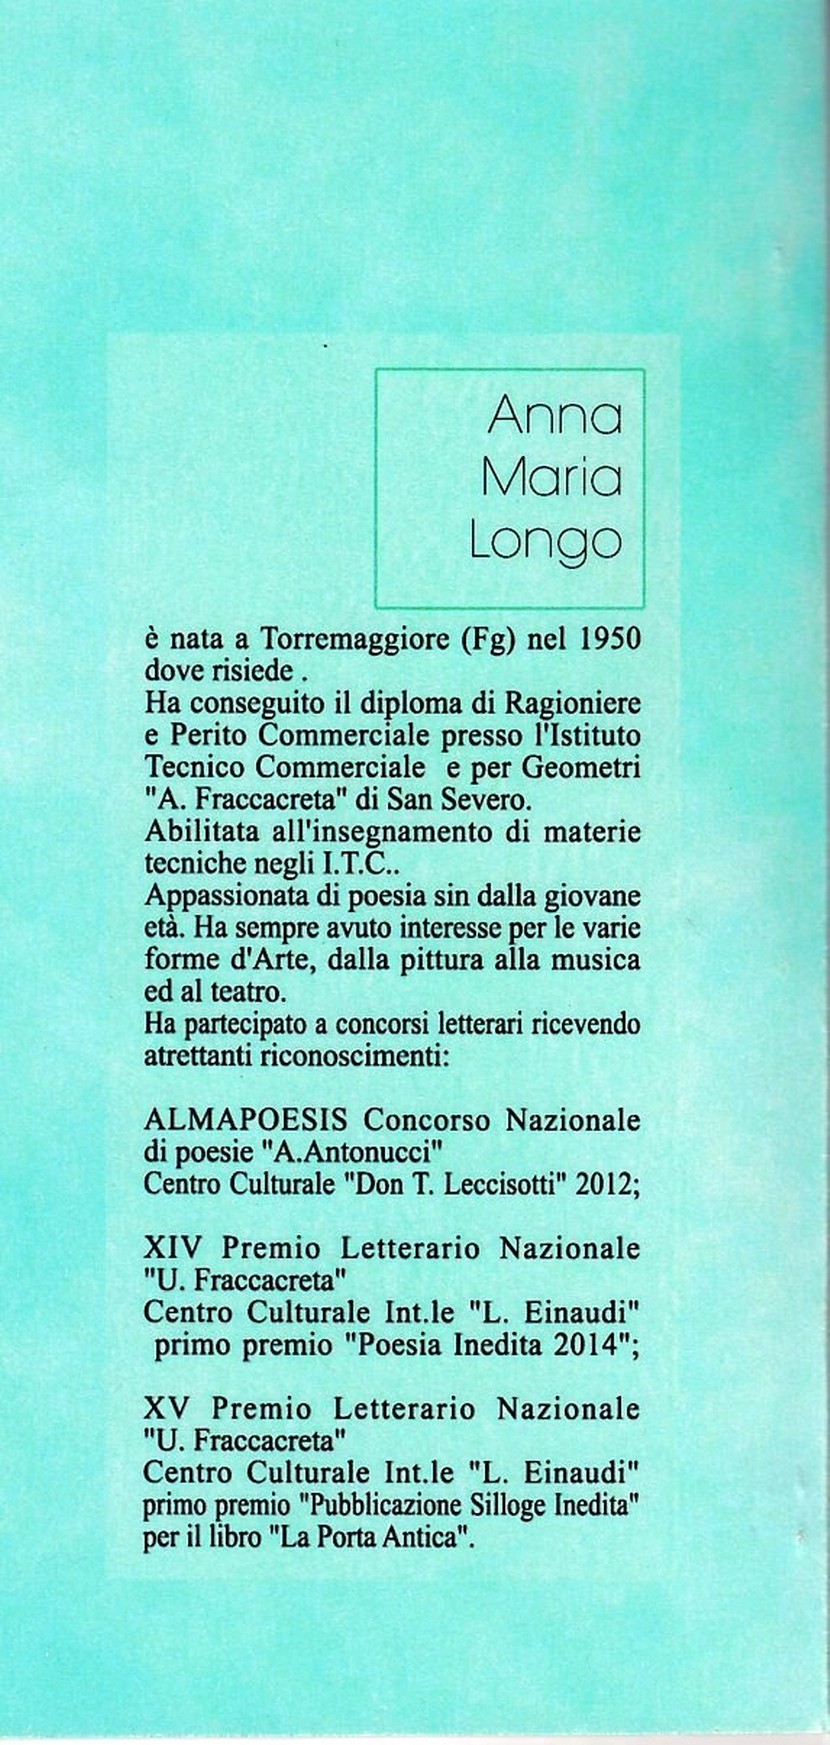 Anna
Maria
Longo
è nata a Torremaggiore (Fg) nel 1950
dove risiede .
Ha conseguito il diploma di Ragioniere
e Perito Commerciale presso l'Istituto
Tecnico Commerciale e per Geometri
"A. Fraccacreta" di San Severo.
Abilitata all'insegnamento di materie
tecniche negli I.T.C..
Appassionata di poesia sin dalla giovane
età. Ha sempre avuto interesse per le varie
forme d'Arte, dalla pittura alla musica
ed al teatro.
Ha partecipato a concorsi letterari ricevendo
atrettanti riconoscimenti:
ALMAPOESIS Concorso Nazionale
di poesie "A.Antonucci"
Centro Culturale "Don T. Leccisotti" 2012;
XIV Premio Letterario Nazionale
"U. Fraccacreta"
Centro Culturale Int.le "L. Einaudi"
primo premio "Poesia Inedita 2014";
XV Premio Letterario Nazionale
"U. Fraccacreta"
Centro Culturale Int.le "L. Einaudi"
primo premio "Pubblicazione Silloge Inedita"
per il libro "La Porta Antica".